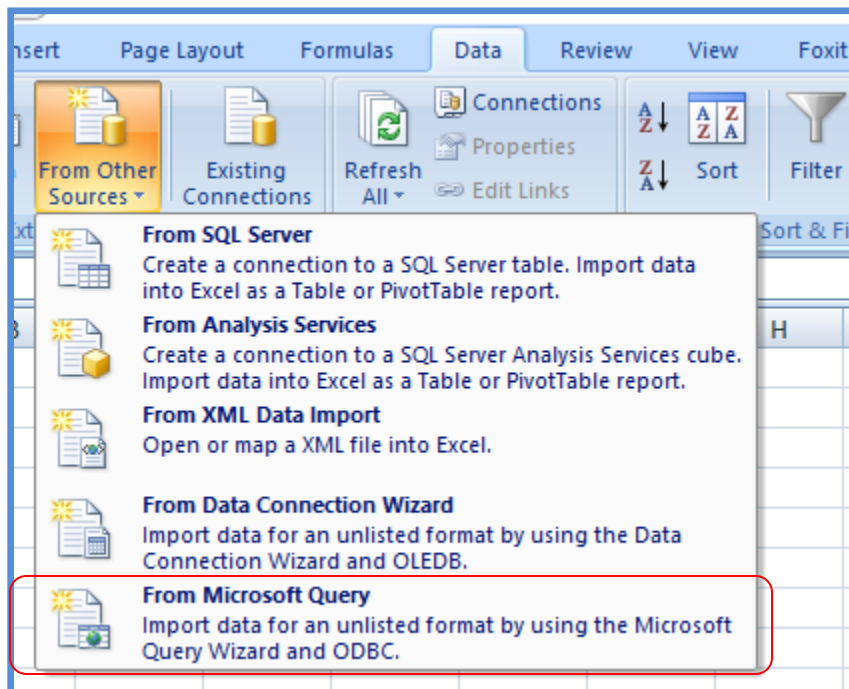 nsert Page Layout Formulas Data Review View Foxit
From Other Sources
Existing Connections
Refresh All
Connections
Properties
Edit Links
A Z
Z A
A Z
Z A
Sort
Filter
xt
Sort & Fi
From SQL Server
Create a connection to a SQL Server table. Import data
into Excel as a Table or PivotTable report.
From Analysis Services
Create a connection to a SQL Server Analysis Services cube.
Import data into Excel as a Table or PivotTable report.
From XML Data Import
Open or map a XML file into Excel.
From Data Connection Wizard
Import data for an unlisted format by using the Data
Connection Wizard and OLEDB.
From Microsoft Query
Import data for an unlisted format by using the Microsoft
Query Wizard and ODBC.
H